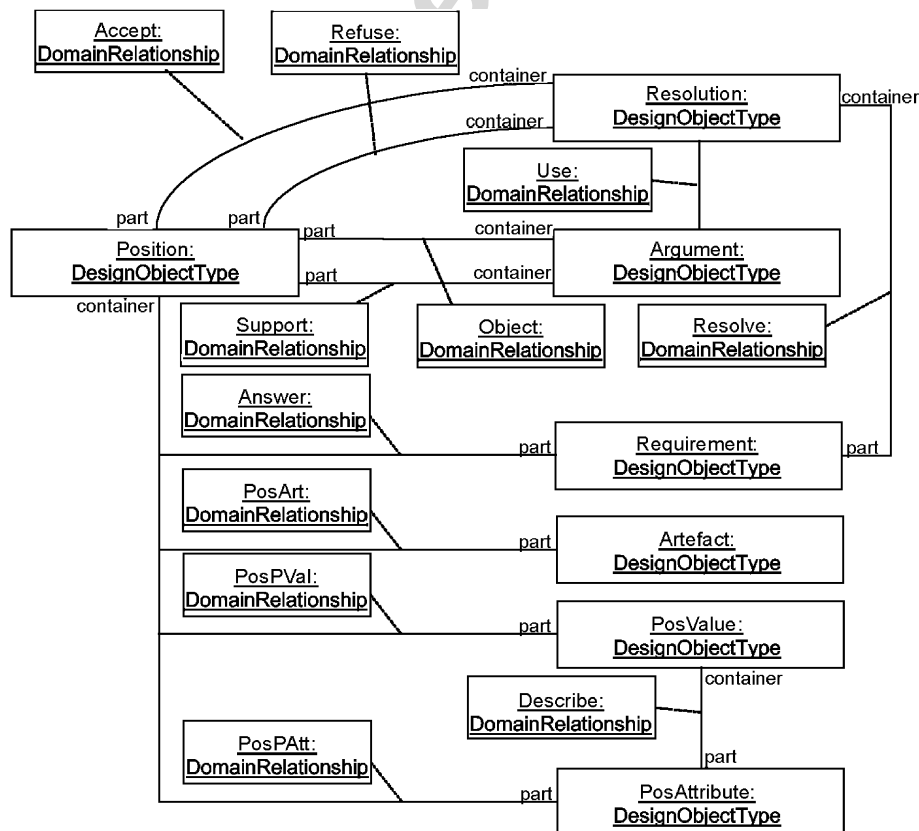 Accept:
DomainRelationship
Refuse:
DomainRelationship
container
Resolution:
DesignObjectType
container
container
Use:
DomainRelationship
part
part
part
container
Position:
DesignObjectType
Argument:
DesignObjectType
part
container
container
Support:
DomainRelationship
Object:
DomainRelationship
Resolve:
DomainRelationship
Answer:
DomainRelationship
part
Requirement:
DesignObjectType
part
PosArt:
DomainRelationship
part
Artefact:
DesignObjectType
PosPVal:
DomainRelationship
part
PosValue:
DesignObjectType
container
Describe:
DomainRelationship
PosPAtt:
DomainRelationship
part
part
PosAttribute:
DesignObjectType